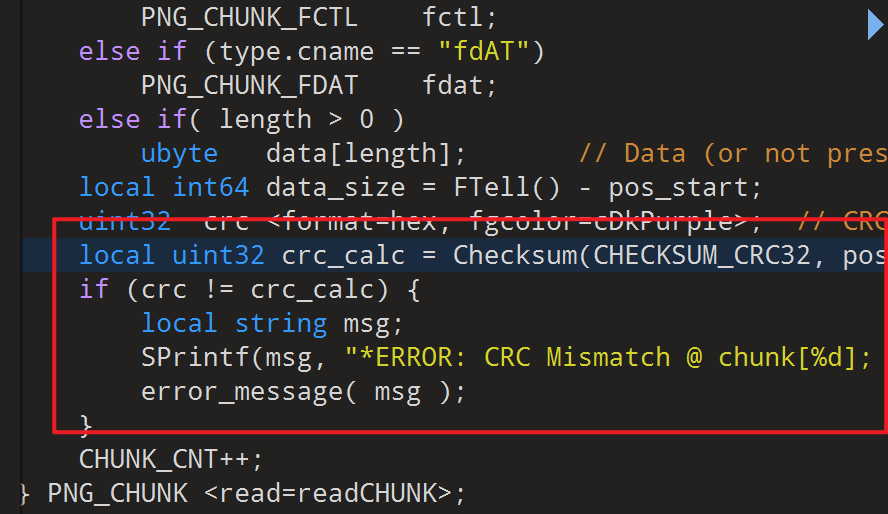 PNG_CHUNK_FCTL    fctl;
else if (type.cname == "fdAT")
PNG_CHUNK_FDAT    fdat;
else if( length > 0 )
ubyte   data[length];       // Data (or not pres
local int64 data_size = FTell() - pos_start;
uint32  crc <format=hex, fgcolor=cDkPurple>;  // CRC
local uint32 crc_calc = Checksum(CHECKSUM_CRC32, pos
if (crc != crc_calc) {
local string msg;
SPrintf(msg, "*ERROR: CRC Mismatch @ chunk[%d];
error_message( msg );
}
CHUNK_CNT++;
} PNG_CHUNK <read=readCHUNK>;